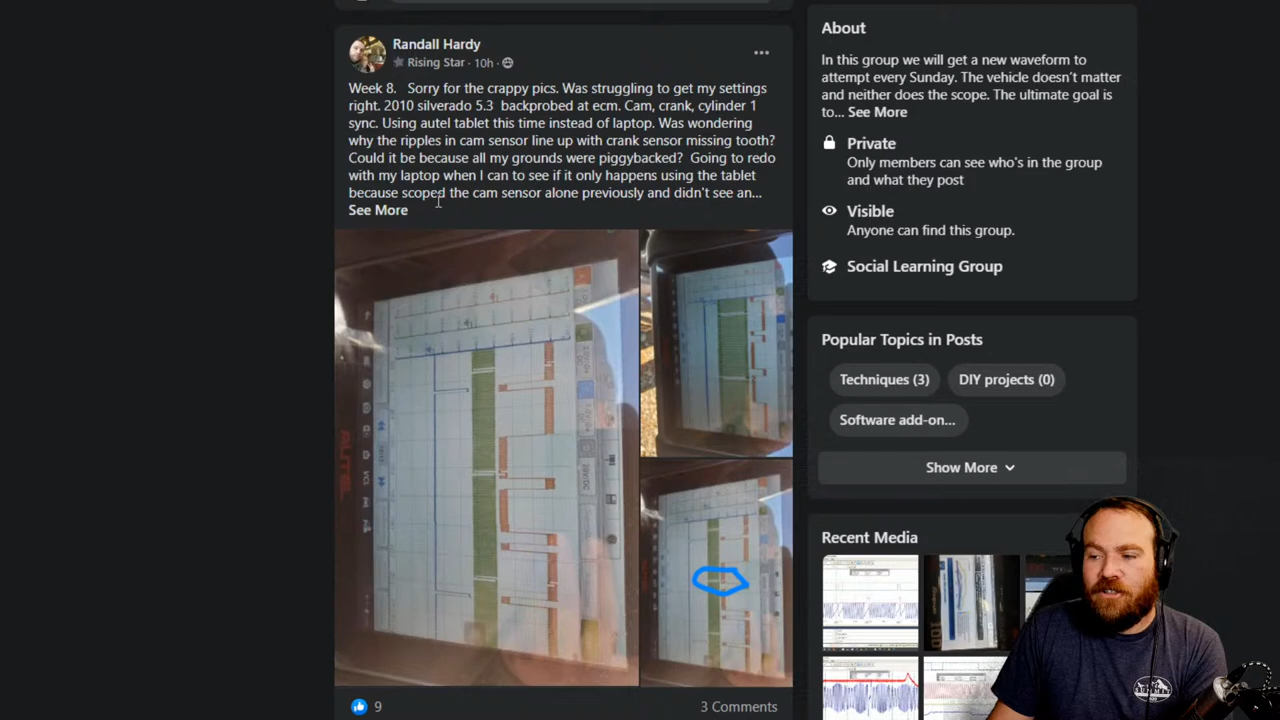 Randall Hardy
Rising Star · 10h ·
Week 8. Sorry for the crappy pics. Was struggling to get my settings
right. 2010 silverado 5.3 backprobed at ecm. Cam, crank, cylinder 1
sync. Using autel tablet this time instead of laptop. Was wondering
why the ripples in cam sensor line up with crank sensor missing tooth?
Could it be because all my grounds were piggybacked? Going to redo
with my laptop when I can to see if it only happens using the tablet
because scoped the cam sensor alone previously and didn't see an...
See More
AUTEL
9
3 Comments
About
In this group we will get a new waveform to
attempt every Sunday. The vehicle doesn't matter
and neither does the scope. The ultimate goal is
to... See More
Private
Only members can see who's in the group
and what they post
Visible
Anyone can find this group.
Social Learning Group
Popular Topics in Posts
Techniques (3)
DIY projects (0)
Software add-on...
Show More
Recent Media
SUMMIT